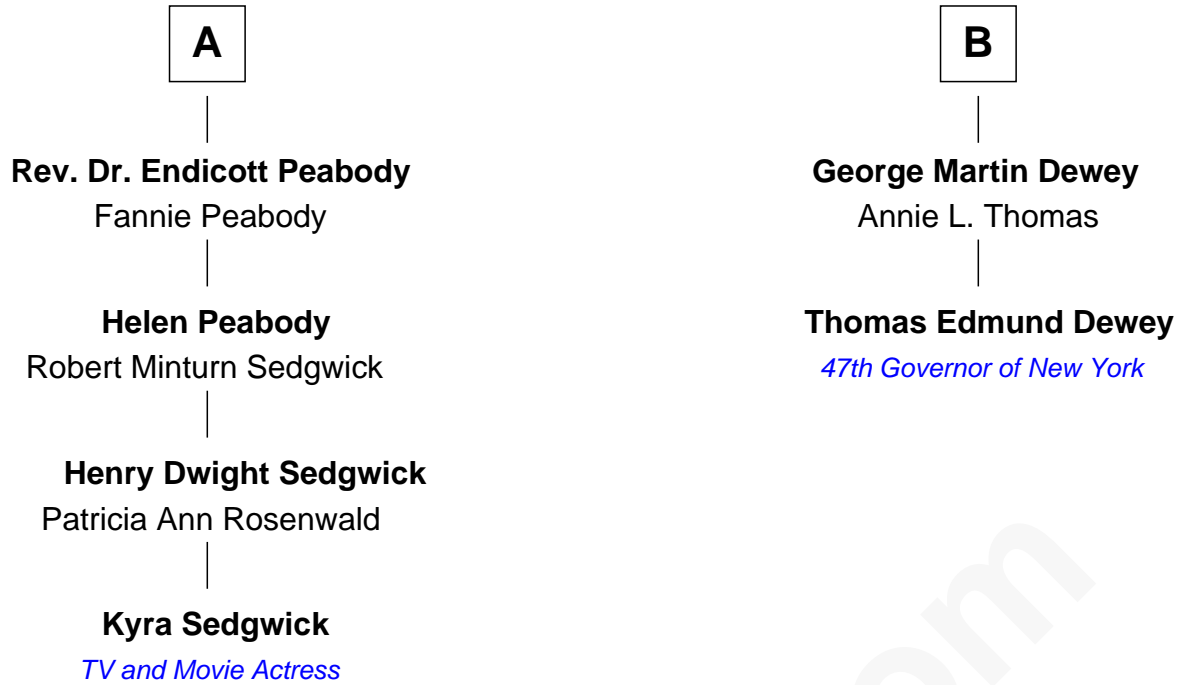 A
Rev. Dr. Endicott Peabody
Fannie Peabody
Helen Peabody
Robert Minturn Sedgwick
Henry Dwight Sedgwick
Patricia Ann Rosenwald
Kyra Sedgwick
TV and Movie Actress
B
George Martin Dewey
Annie L. Thomas
Thomas Edmund Dewey
47th Governor of New York
om